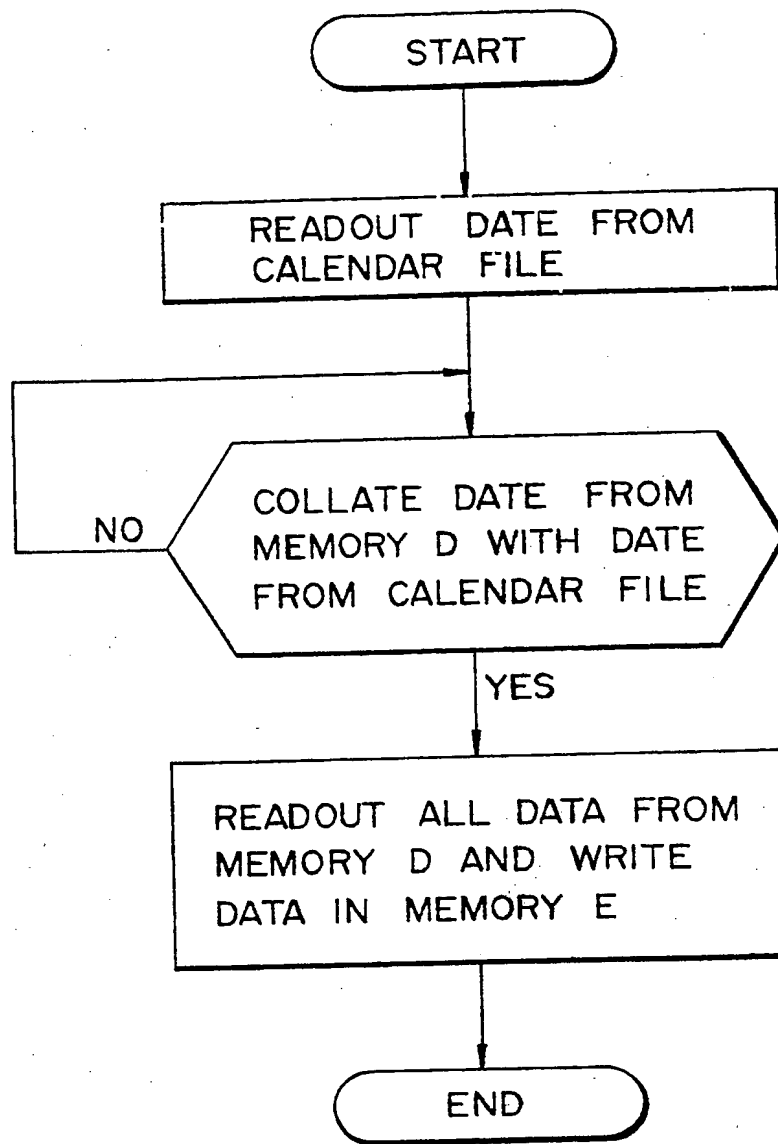 START
READOUT DATE FROM
CALENDAR FILE
NO
COLLATE DATE FROM
MEMORY D WITH DATE
FROM CALENDAR FILE
YES
READOUT ALL DATA FROM
MEMORY D AND WRITE
DATA IN MEMORY E
END